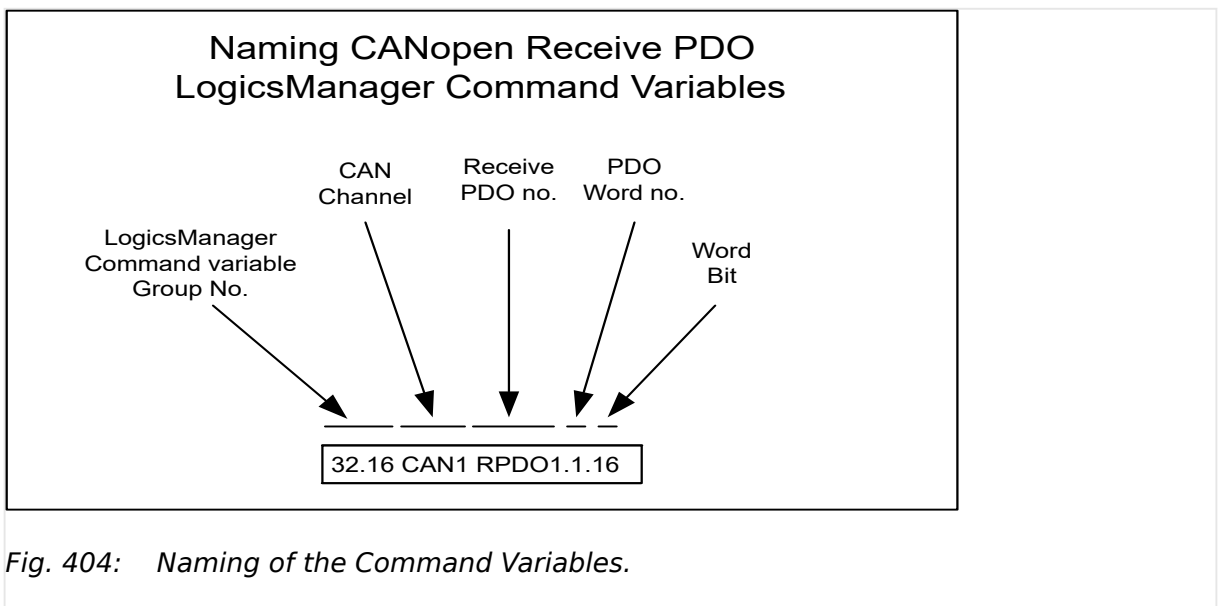 Naming CANopen Receive PDO
LogicsManager Command Variables
CAN
Channel
Receive
PDO no.
PDO
Word no.
LogicsManager
Command variable
Group No.
Word
Bit
32.16 CAN1 RPDO1.1.16
Fig. 404: Naming of the Command Variables.